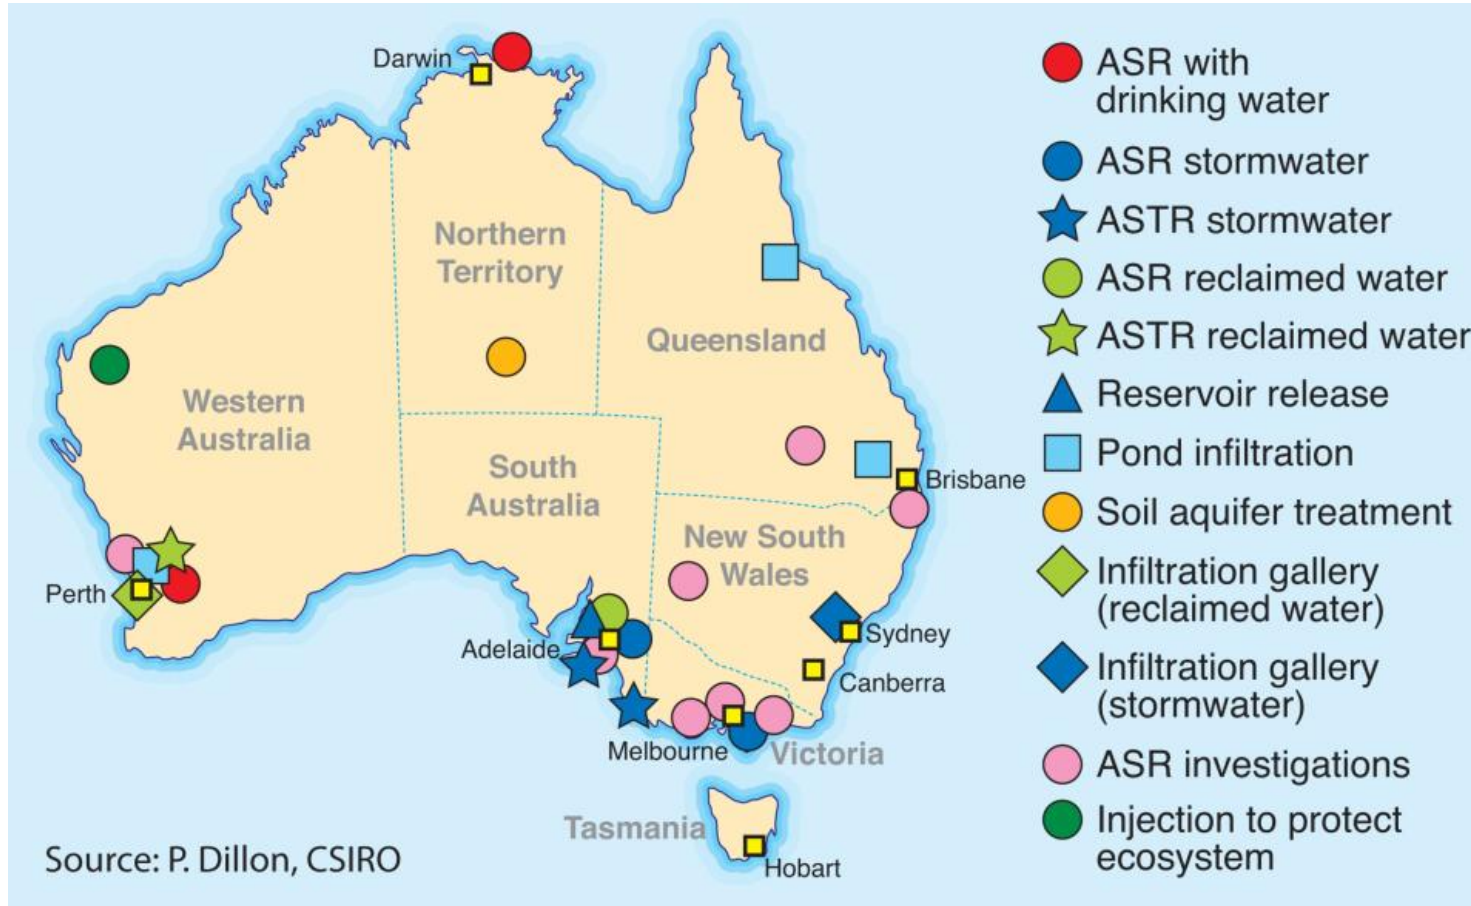 Darwin
Northern
Territory
Queensland
Western
Australia
South
Australia
Brisbane
New South
Wales
Perth
Adelaide
Sydney
Canberra
Melbourne
Victoria
Tasmania
Hobart
Source: P. Dillon, CSIRO
ASR with
drinking water
ASR stormwater
ASTR stormwater
ASR reclaimed water
ASTR reclaimed water
Reservoir release
Pond infiltration
Soil aquifer treatment
Infiltration gallery
(reclaimed water)
Infiltration gallery
(stormwater)
ASR investigations
Injection to protect
ecosystem